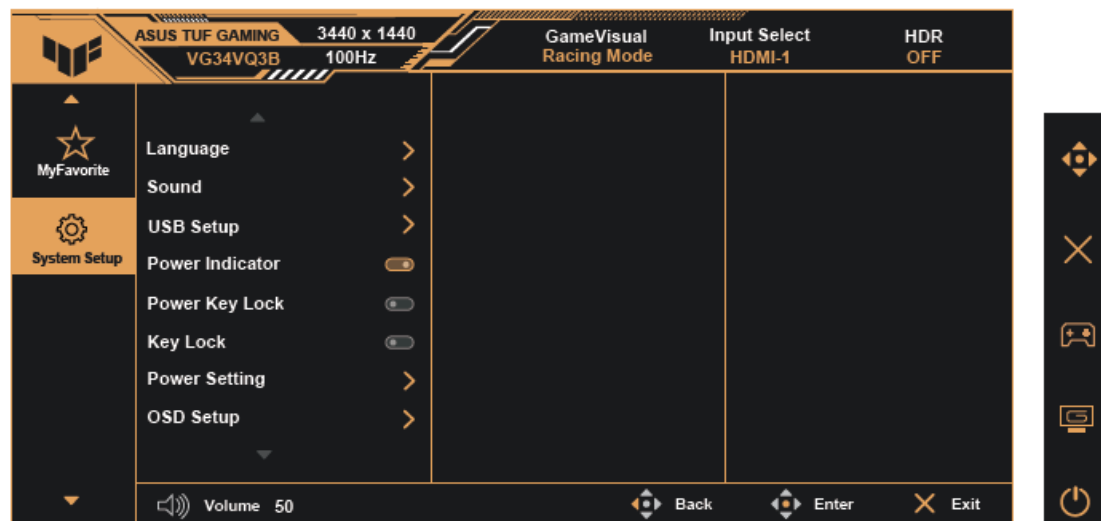 ASUS TUF GAMING 3440 x 1440
VG34VQ3B 100Hz
GameVisual
Racing Mode
Input Select
HDMI-1
HDR
OFF
MyFavorite
System Setup
Language
Sound
USB Setup
Power Indicator
Power Key Lock
Key Lock
Power Setting
OSD Setup
Volume 50
Back
Enter
Exit